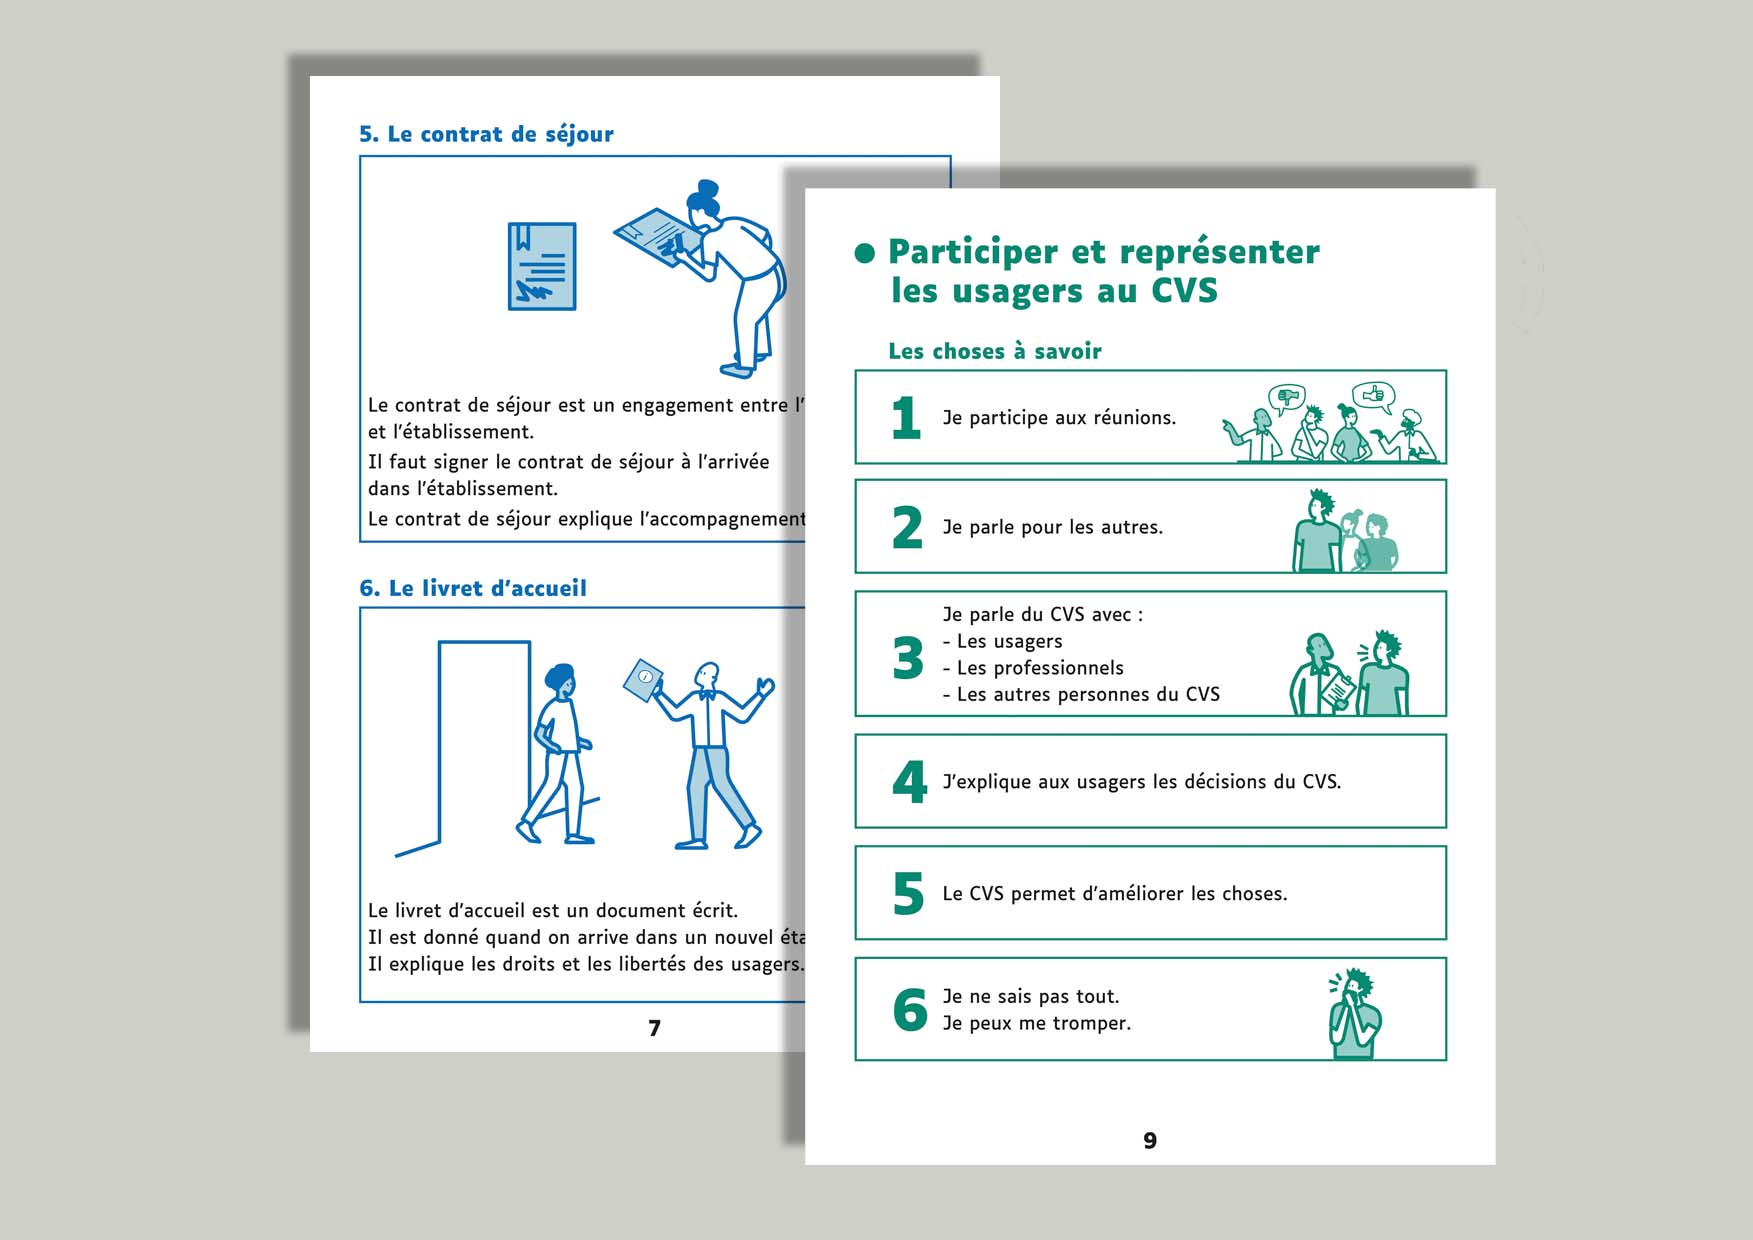 5. Le contrat de séjour
Le contrat de séjour est un engagement entre l'
et l'établissement.
Il faut signer le contrat de séjour à l'arrivée
dans l'établissement.
Le contrat de séjour explique l'accompagnement
6. Le livret d'accueil
Le livret d'accueil est un document écrit.
Il est donné quand on arrive dans un nouvel
Il explique les droits et les libertés des usagers.
7
● Participer et représenter
les usagers au CVS
Les choses à savoir
1 Je participe aux réunions.
2 Je parle pour les autres.
3 Je parle du CVS avec :
- Les usagers
- Les professionnels
- Les autres personnes du CVS
4 J'explique aux usagers les décisions du CVS.
5 Le CVS permet d'améliorer les choses.
6 Je ne sais pas tout.
Je peux me tromper.
9